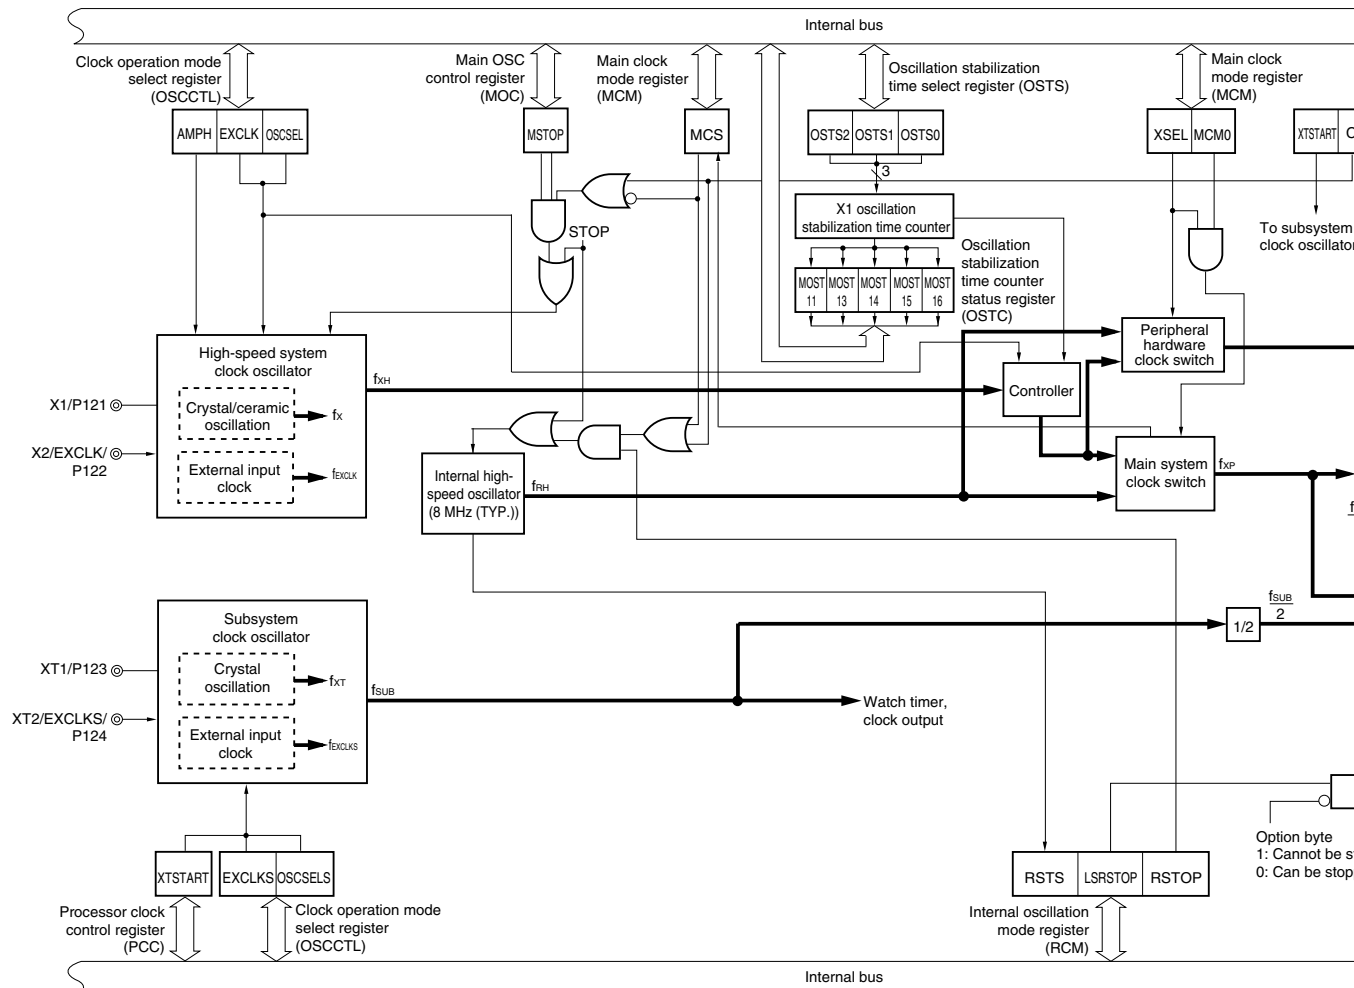 Internal bus
Clock operation mode
select register
(OSCCTL)
Main OSC
control register
(MOC)
Main clock
mode register
(MCM)
Oscillation stabilization
time select register (OSTS)
Main clock
mode register
(MCM)
AMPH EXCLK OSCSEL
MSTOP
MCS
OSTS2 OSTS1 OSTS0
XSEL MCM0
XTSTART C
3
X1 oscillation
stabilization time counter
STOP
To subsystem
clock oscillator
Oscillation
stabilization
time counter
status register
(OSTC)
MOST MOST MOST MOST MOST
11 13 14 15 16
High-speed system
clock oscillator
Peripheral
hardware
clock switch
fXH
Controller
X1/P121
Crystal/ceramic
oscillation
fX
X2/EXCLK/
P122
External input
clock
fEXCLK
Internal high-
speed oscillator
(8 MHz (TYP.))
fRH
Main system
clock switch
fXP
f
Subsystem
clock oscillator
fSUB
2
1/2
XT1/P123
Crystal
oscillation
fXT
fSUB
Watch timer,
clock output
XT2/EXCLKS/
P124
External input
clock
fEXCLKS
Option byte
1: Cannot be s
0: Can be stop
XTSTART EXCLKS OSCSELS
RSTS LSRSTOP RSTOP
Processor clock
control register
(PCC)
Clock operation mode
select register
(OSCCTL)
Internal oscillation
mode register
(RCM)
Internal bus